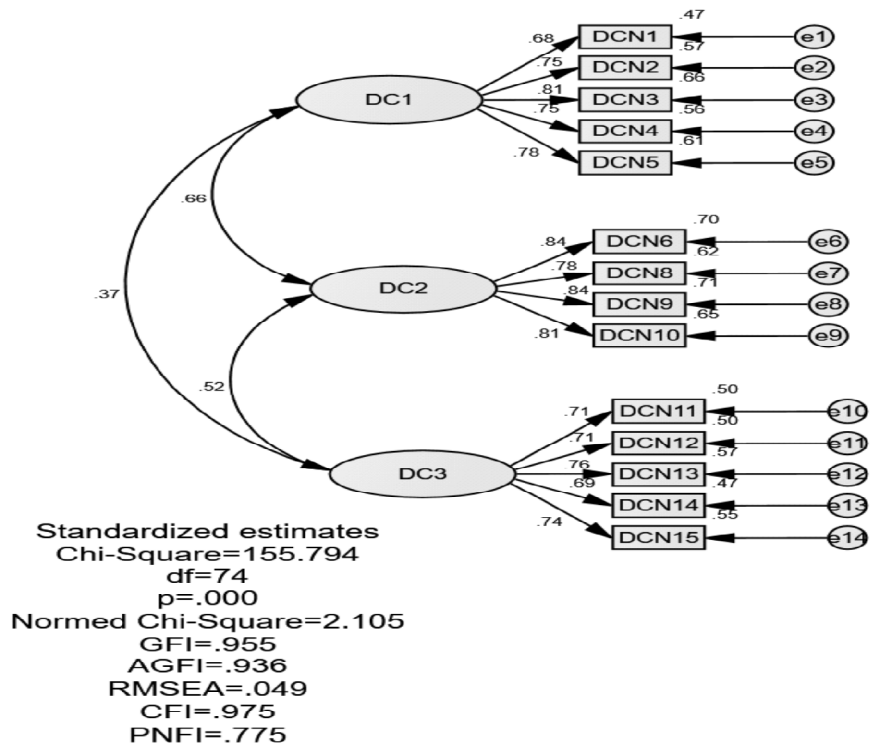 .47
.68 DCN1 e1
.57
.75 DCN2 e2
.66
DC1 .81 DCN3 e3
.56
.75 DCN4 e4
.61
.78 DCN5 e5
.66
.70
.84 DCN6 e6
.62
.78 DCN8 e7
DC2 .71
.84 DCN9 e8
.65
.81 DCN10 e9
.37
.52
.50
.71 DCN11 e10
.50
.71 DCN12 e11
.57
DC3 .76 DCN13 e12
.47
.69 DCN14 e13
.55
.74 DCN15 e14
Standardized estimates
Chi-Square=155.794
df=74
p=.000
Normed Chi-Square=2.105
GFI=.955
AGFI=.936
RMSEA=.049
CFI=.975
PNFI=.775